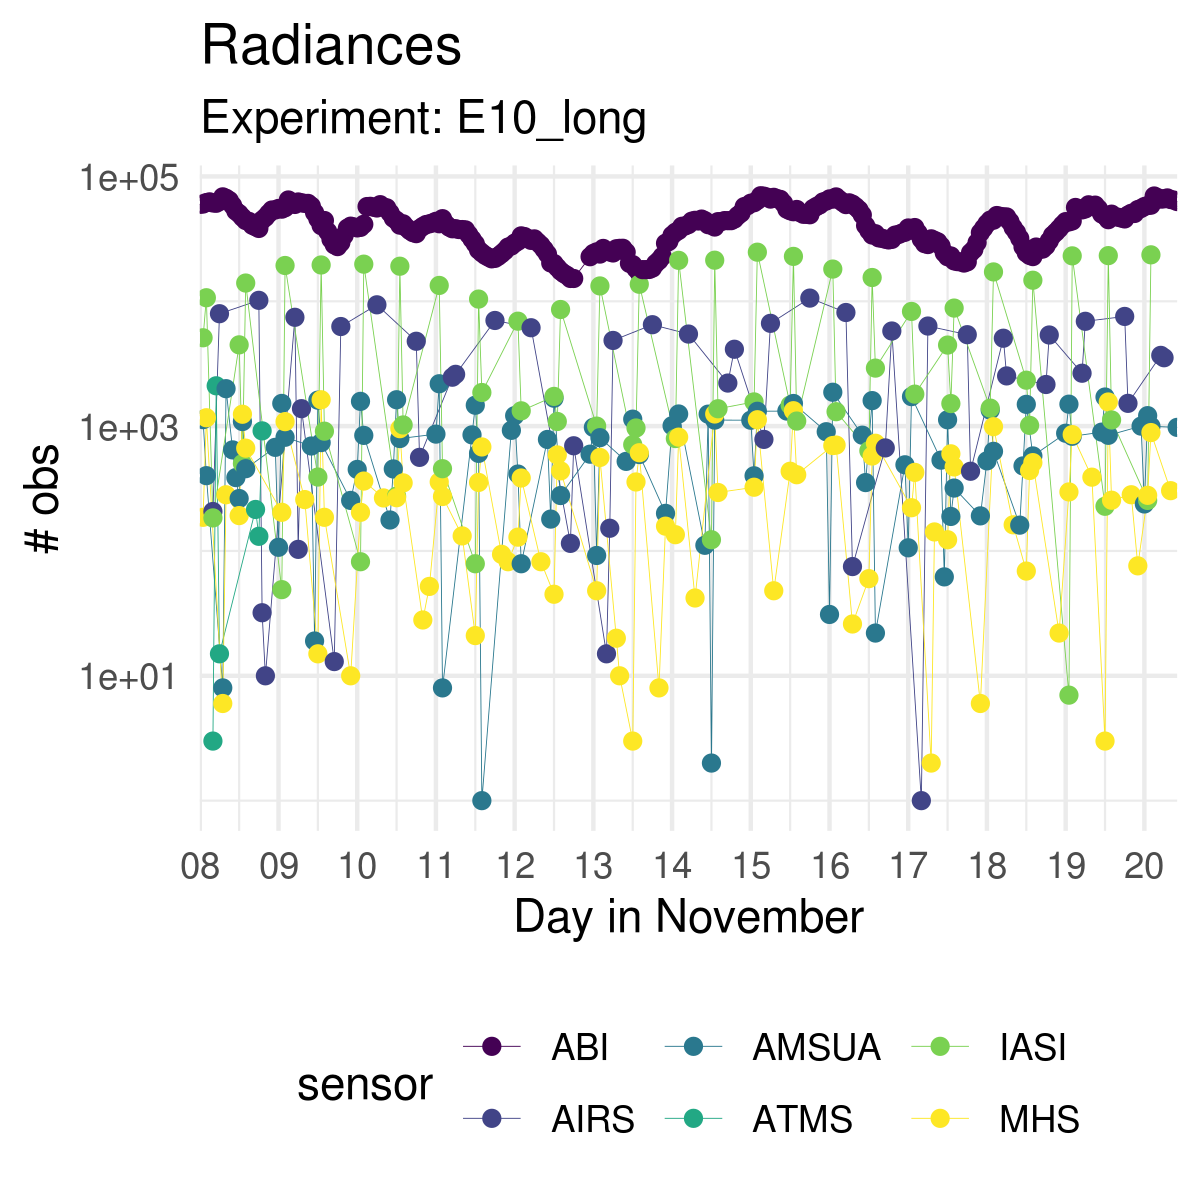 Radiances
Experiment: E10_long
1e+05
1e+03
1e+01
# obs
08 09 10 11 12 13 14 15 16 17 18 19 20
Day in November
sensor
ABI AMSUA IASI
AIRS ATMS MHS